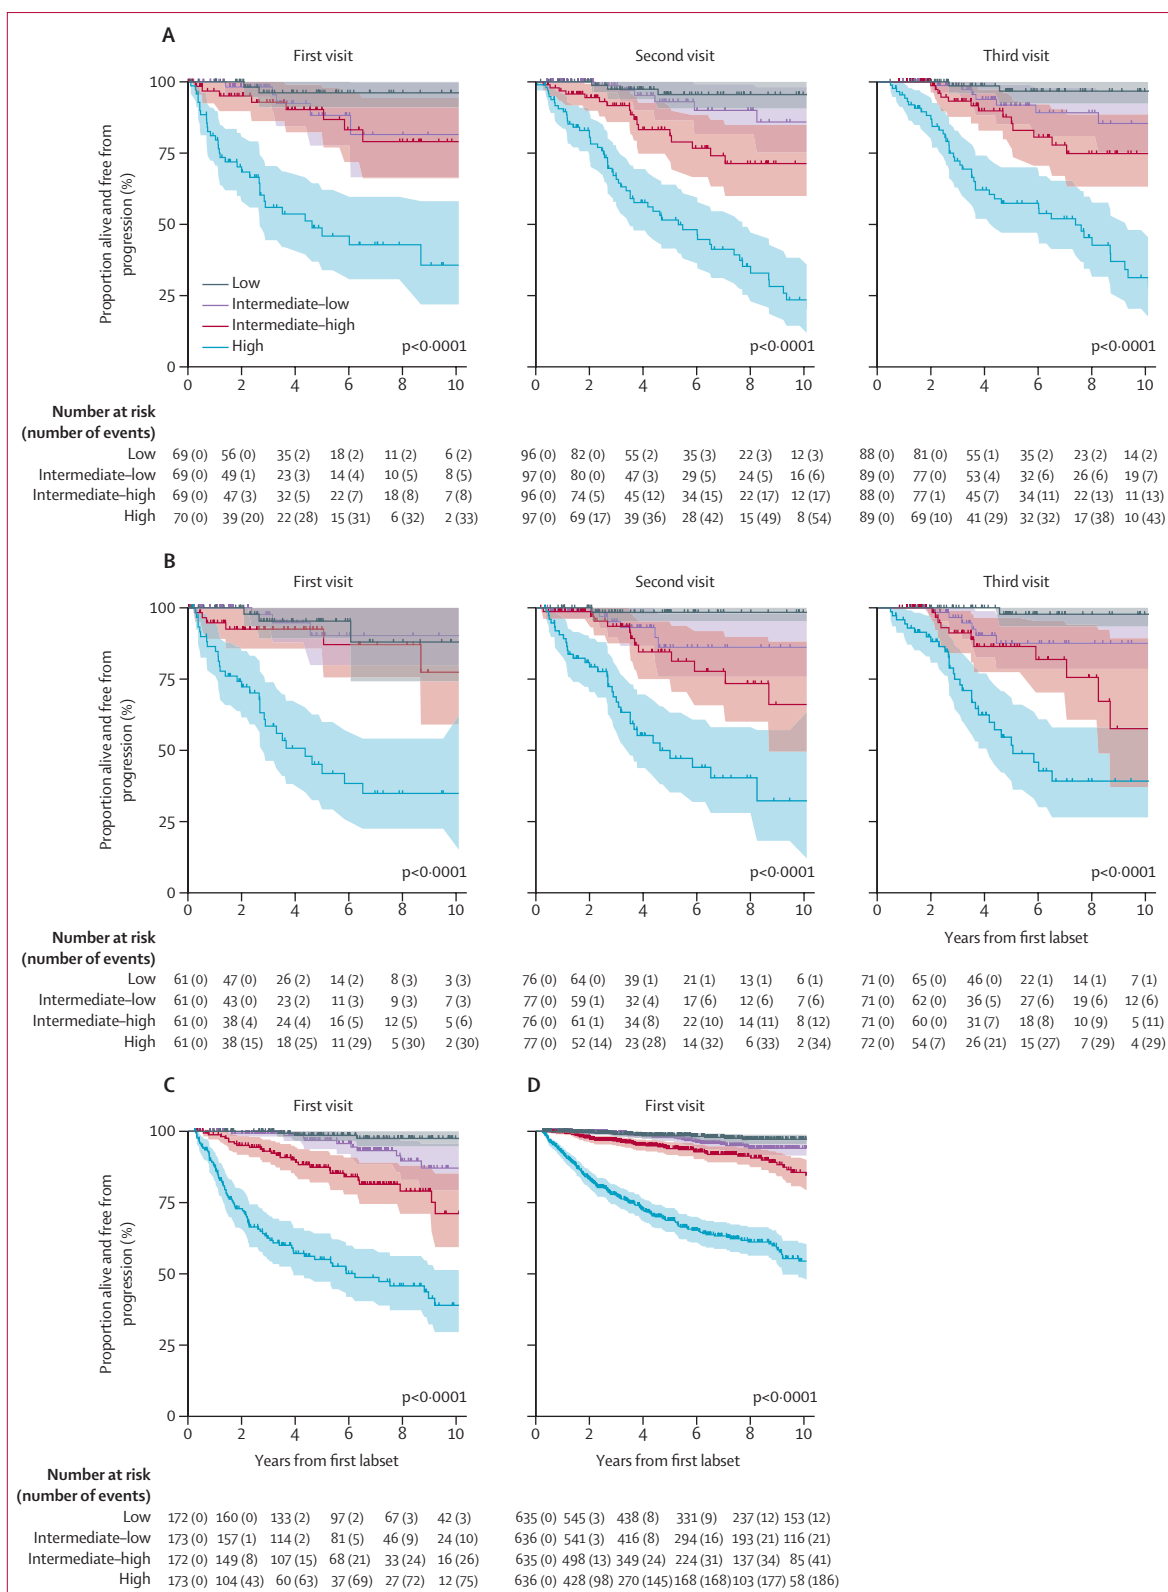 A
First visit
Second visit
Third visit
Proportion alive and free from progression (%)
100
75
50
25
0
Low
Intermediate–low
Intermediate–high
High
p<0·0001
p<0·0001
p<0·0001
0 2 4 6 8 10
0 2 4 6 8 10
0 2 4 6 8 10
Number at risk
(number of events)
Low 69 (0) 56 (0) 35 (2) 18 (2) 11 (2) 6 (2) 96 (0) 82 (0) 55 (2) 35 (3) 22 (3) 12 (3) 88 (0) 81 (0) 55 (1) 35 (2) 23 (2) 14 (2)
Intermediate–low 69 (0) 49 (1) 23 (3) 14 (4) 10 (5) 8 (5) 97 (0) 80 (0) 47 (3) 29 (5) 24 (5) 16 (6) 89 (0) 77 (0) 53 (4) 32 (6) 26 (6) 19 (7)
Intermediate–high 69 (0) 47 (3) 32 (5) 22 (7) 18 (8) 7 (8) 96 (0) 74 (5) 45 (12) 34 (15) 22 (17) 12 (17) 88 (0) 77 (1) 45 (7) 34 (11) 22 (13) 11 (13)
High 70 (0) 39 (20) 22 (28) 15 (31) 6 (32) 2 (33) 97 (0) 69 (17) 39 (36) 28 (42) 15 (49) 8 (54) 89 (0) 69 (10) 41 (29) 32 (32) 17 (38) 10 (43)
B
First visit
Second visit
Third visit
Proportion alive and free from progression (%)
100
75
50
25
0
p<0·0001
p<0·0001
p<0·0001
0 2 4 6 8 10
0 2 4 6 8 10
0 2 4 6 8 10
Years from first labset
Number at risk
(number of events)
Low 61 (0) 47 (0) 26 (2) 14 (2) 8 (3) 3 (3) 76 (0) 64 (0) 39 (1) 21 (1) 13 (1) 6 (1) 71 (0) 65 (0) 46 (0) 22 (1) 14 (1) 7 (1)
Intermediate–low 61 (0) 43 (0) 23 (2) 11 (3) 9 (3) 7 (3) 77 (0) 59 (1) 32 (4) 17 (6) 12 (6) 7 (6) 71 (0) 62 (0) 36 (5) 27 (6) 19 (6) 12 (6)
Intermediate–high 61 (0) 38 (4) 24 (4) 16 (5) 12 (5) 5 (6) 76 (0) 61 (1) 34 (8) 22 (10) 14 (11) 8 (12) 71 (0) 60 (0) 31 (7) 18 (8) 10 (9) 5 (11)
High 61 (0) 38 (15) 18 (25) 11 (29) 5 (30) 2 (30) 77 (0) 52 (14) 23 (28) 14 (32) 6 (33) 2 (34) 72 (0) 54 (7) 26 (21) 15 (27) 7 (29) 4 (29)
C
D
First visit
First visit
Proportion alive and free from progression (%)
100
75
50
25
0
p<0·0001
p<0·0001
0 2 4 6 8 10
0 2 4 6 8 10
Years from first labset
Years from first labset
Number at risk
(number of events)
Low 172 (0) 160 (0) 133 (2) 97 (2) 67 (3) 42 (3) 635 (0) 545 (3) 438 (8) 331 (9) 237 (12) 153 (12)
Intermediate–low 173 (0) 157 (1) 114 (2) 81 (5) 46 (9) 24 (10) 636 (0) 541 (3) 416 (8) 294 (16) 193 (21) 116 (21)
Intermediate–high 172 (0) 149 (8) 107 (15) 68 (21) 33 (24) 16 (26) 635 (0) 498 (13) 349 (24) 224 (31) 137 (34) 85 (41)
High 173 (0) 104 (43) 60 (63) 37 (69) 27 (72) 12 (75) 636 (0) 428 (98) 270 (145) 168 (168) 103 (177) 58 (186)